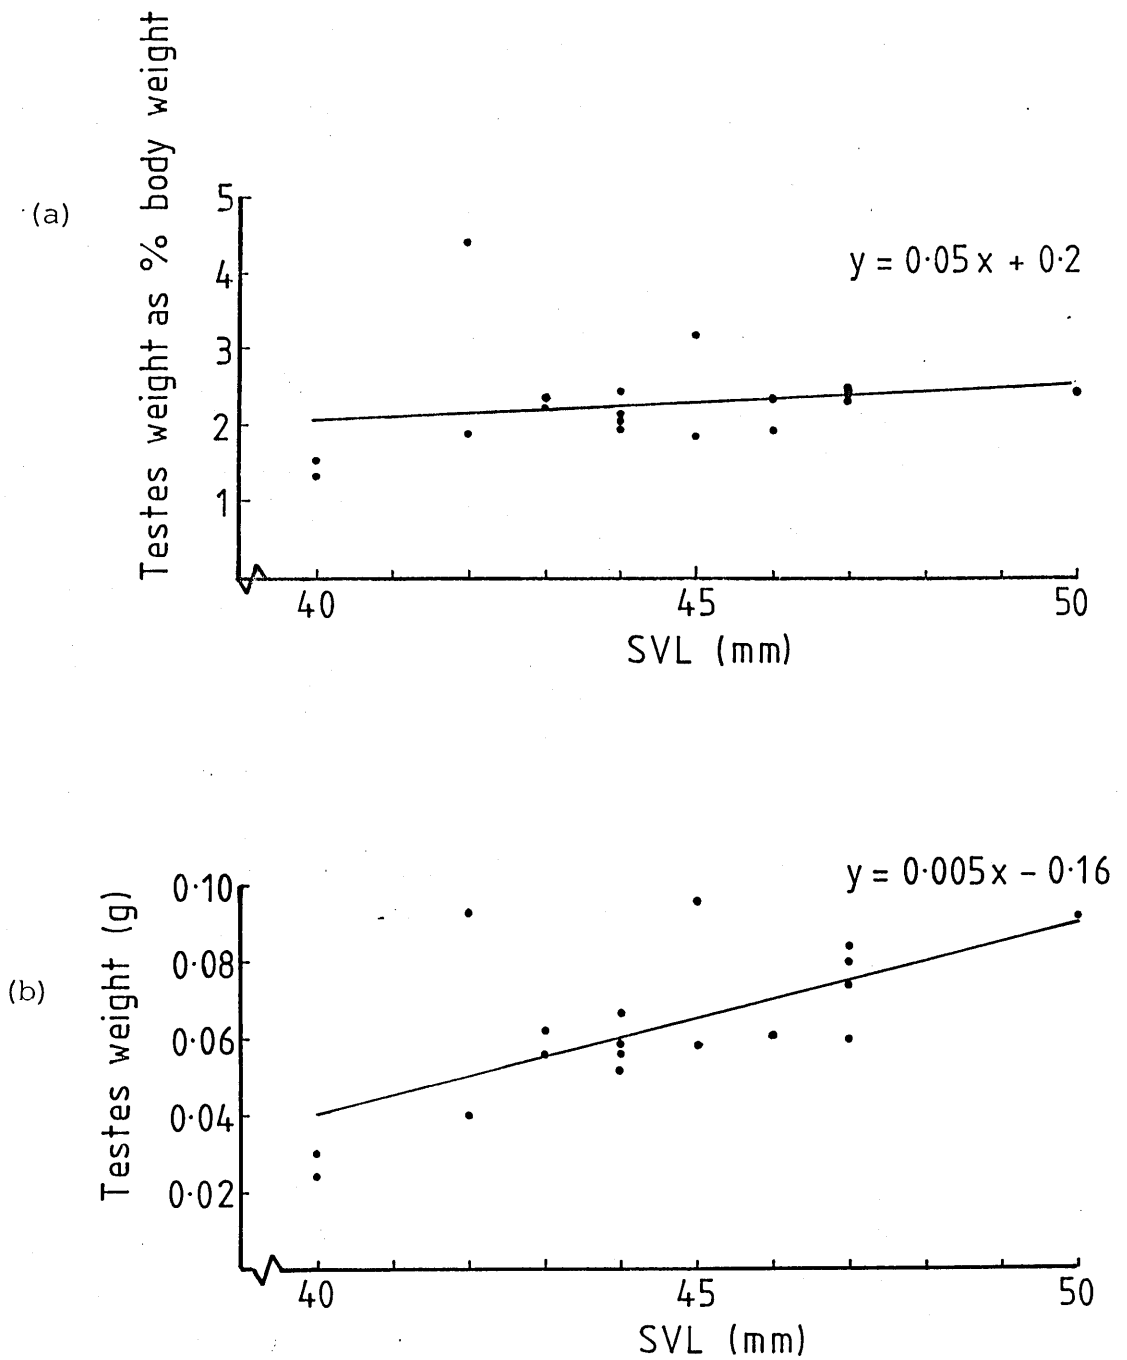 (a)
Testes weight as % body weight
5
4
3
2
1
y = 0·05x + 0·2
40 45 50
SVL (mm)
(b)
Testes weight (g)
0·10
0·08
0·06
0·04
0·02
y = 0·005x − 0·16
40 45 50
SVL (mm)